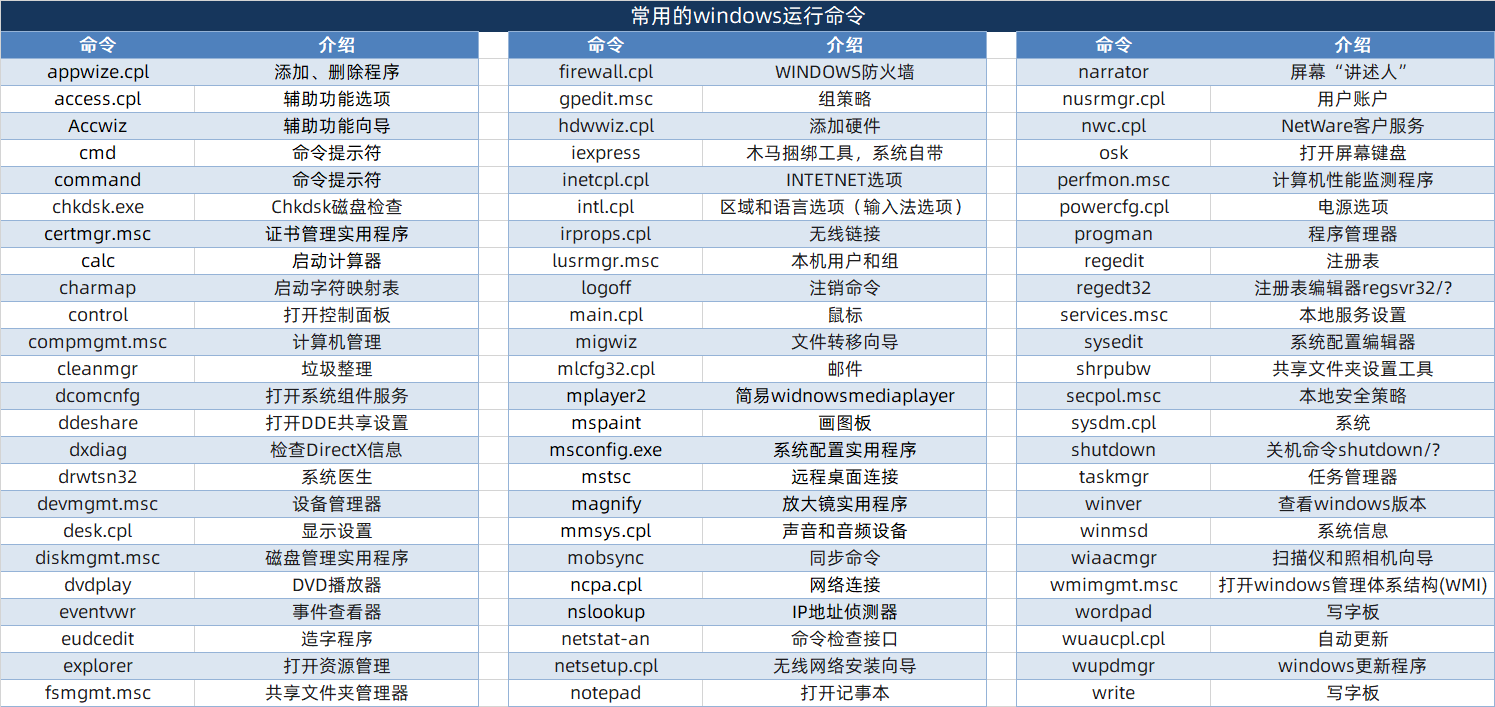 常用的windows运行命令
命令 介绍 命令 介绍 命令 介绍
appwize.cpl 添加、删除程序 firewall.cpl WINDOWS防火墙 narrator 屏幕“讲述人”
access.cpl 辅助功能选项 gpedit.msc 组策略 nusrmgr.cpl 用户账户
Accwiz 辅助功能向导 hdwwiz.cpl 添加硬件 nwc.cpl NetWare客户服务
cmd 命令提示符 iexpress 木马捆绑工具，系统自带 osk 打开屏幕键盘
command 命令提示符 inetcpl.cpl INTETNET选项 perfmon.msc 计算机性能监测程序
chkdsk.exe Chkdsk磁盘检查 intl.cpl 区域和语言选项（输入法选项） powercfg.cpl 电源选项
certmgr.msc 证书管理实用程序 irprops.cpl 无线链接 progman 程序管理器
calc 启动计算器 lusrmgr.msc 本机用户和组 regedit 注册表
charmap 启动字符映射表 logoff 注销命令 regedt32 注册表编辑器regsvr32/?
control 打开控制面板 main.cpl 鼠标 services.msc 本地服务设置
compmgmt.msc 计算机管理 migwiz 文件转移向导 sysedit 系统配置编辑器
cleanmgr 垃圾整理 mlcfg32.cpl 邮件 shrpubw 共享文件夹设置工具
dcomcnfg 打开系统组件服务 mplayer2 简易widnowsmediaplayer secpol.msc 本地安全策略
ddeshare 打开DDE共享设置 mspaint 画图板 sysdm.cpl 系统
dxdiag 检查DirectX信息 msconfig.exe 系统配置实用程序 shutdown 关机命令shutdown/?
drwtsn32 系统医生 mstsc 远程桌面连接 taskmgr 任务管理器
devmgmt.msc 设备管理器 magnify 放大镜实用程序 winver 查看windows版本
desk.cpl 显示设置 mmsys.cpl 声音和音频设备 winmsd 系统信息
diskmgmt.msc 磁盘管理实用程序 mobsync 同步命令 wiaacmgr 扫描仪和照相机向导
dvdplay DVD播放器 ncpa.cpl 网络连接 wmimgmt.msc 打开windows管理体系结构(WMI)
eventvwr 事件查看器 nslookup IP地址侦测器 wordpad 写字板
eudcedit 造字程序 netstat-an 命令检查接口 wuaucpl.cpl 自动更新
explorer 打开资源管理 netsetup.cpl 无线网络安装向导 wupdmgr windows更新程序
fsmgmt.msc 共享文件夹管理器 notepad 打开记事本 write 写字板